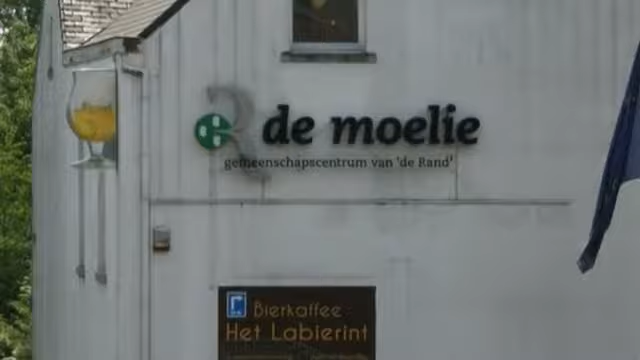 de moelie
gemeenschapscentrum van 'de Rand'
Bierkaffee
Het Labierint